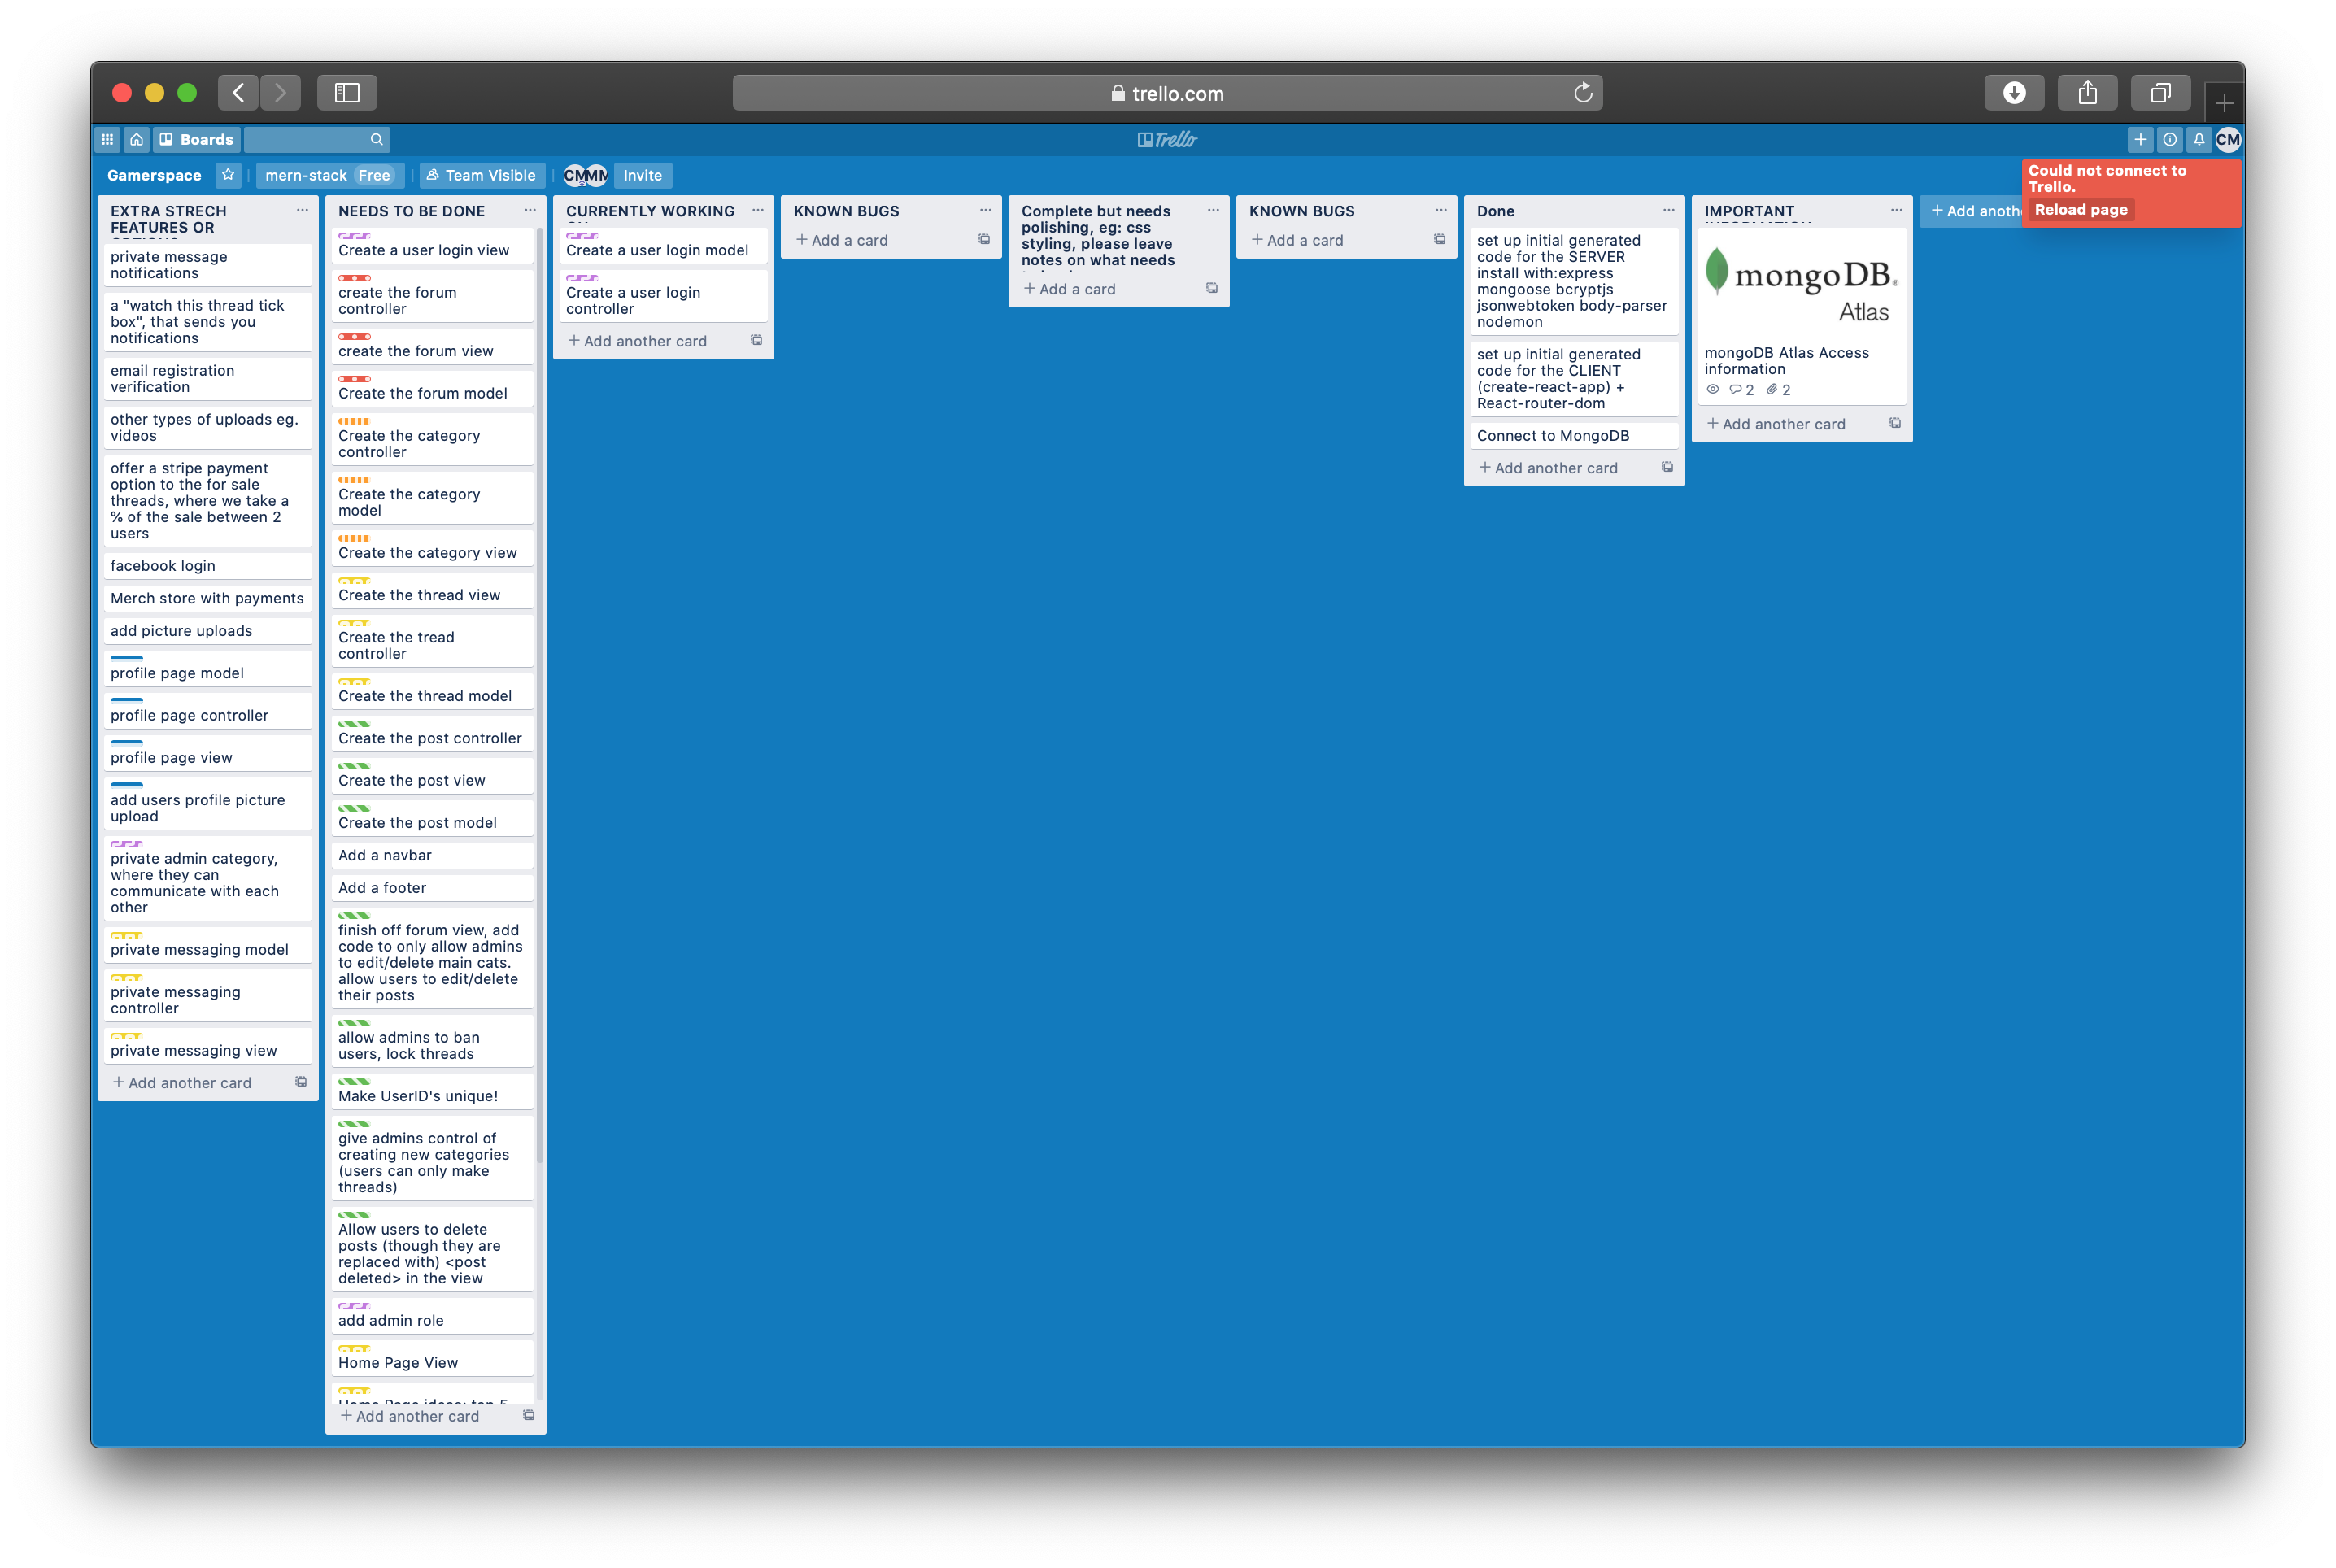 trello.com
Boards
Trello
CM
Gamerspace
mern-stack Free
Team Visible
CM MM
Invite
Could not connect to
Trello.
Reload page
EXTRA STRECH
FEATURES OR
private message
notifications
a "watch this thread tick
box", that sends you
notifications
email registration
verification
other types of uploads eg.
videos
offer a stripe payment
option to the for sale
threads, where we take a
% of the sale between 2
users
facebook login
Merch store with payments
add picture uploads
profile page model
profile page controller
profile page view
add users profile picture
upload
private admin category,
where they can
communicate with each
other
private messaging model
private messaging
controller
private messaging view
+ Add another card
NEEDS TO BE DONE
Create a user login view
create the forum
controller
create the forum view
Create the forum model
Create the category
controller
Create the category
model
Create the category view
Create the thread view
Create the tread
controller
Create the thread model
Create the post controller
Create the post view
Create the post model
Add a navbar
Add a footer
finish off forum view, add
code to only allow admins
to edit/delete main cats.
allow users to edit/delete
their posts
allow admins to ban
users, lock threads
Make UserID's unique!
give admins control of
creating new categories
(users can only make
threads)
Allow users to delete
posts (though they are
replaced with) <post
deleted> in the view
add admin role
Home Page View
Home Page ideas: top 5
+ Add another card
CURRENTLY WORKING
Create a user login model
Create a user login
controller
+ Add another card
KNOWN BUGS
+ Add a card
Complete but needs
polishing, eg: css
styling, please leave
notes on what needs
+ Add a card
KNOWN BUGS
+ Add a card
Done
set up initial generated
code for the SERVER
install with:express
mongoose bcryptjs
jsonwebtoken body-parser
nodemon
set up initial generated
code for the CLIENT
(create-react-app) +
React-router-dom
Connect to MongoDB
+ Add another card
IMPORTANT
INFORMATION
mongoDB®
Atlas
mongoDB Atlas Access
information
2 2
+ Add another card
+ Add anoth